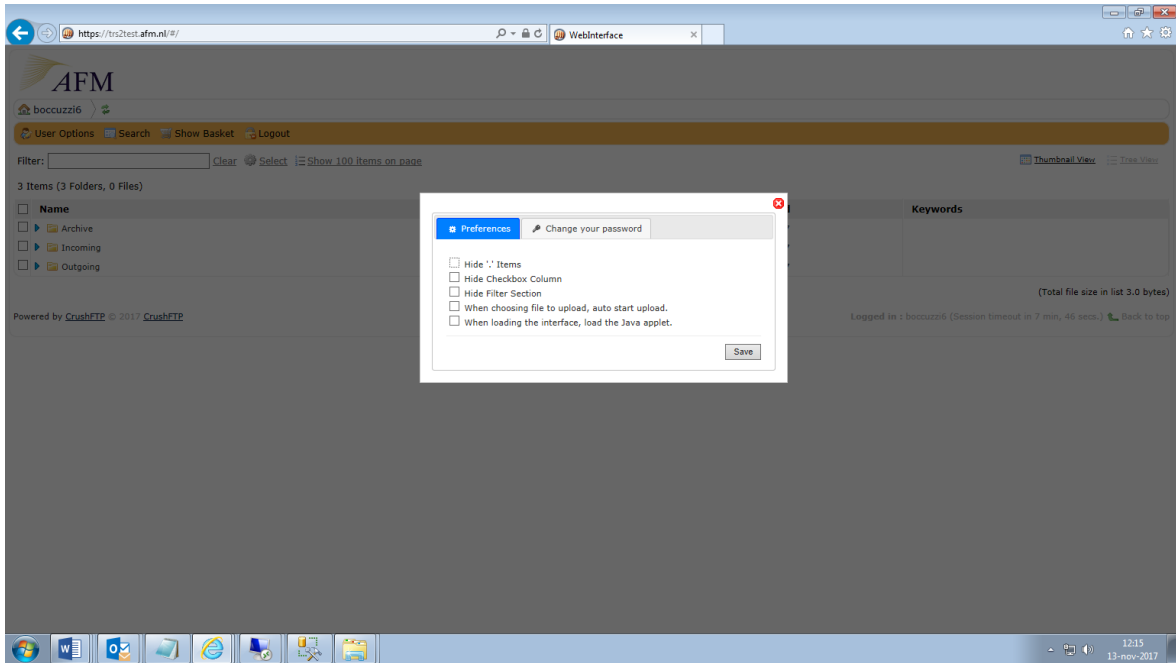 https://trs2test.afm.nl/#/
WebInterface
AFM
boccuzzi6
User Options Search Show Basket Logout
Filter: Clear Select Show 100 items on page
Thumbnail View Tree View
3 Items (3 Folders, 0 Files)
Name Keywords
Archive
Incoming
Outgoing
Preferences Change your password
Hide '.' Items
Hide Checkbox Column
Hide Filter Section
When choosing file to upload, auto start upload.
When loading the interface, load the Java applet.
Save
(Total file size in list 3.0 bytes)
Powered by CrushFTP © 2017 CrushFTP
Logged in : boccuzzi6 (Session timeout in 7 min, 46 secs.) Back to top
12:15
13-nov-2017